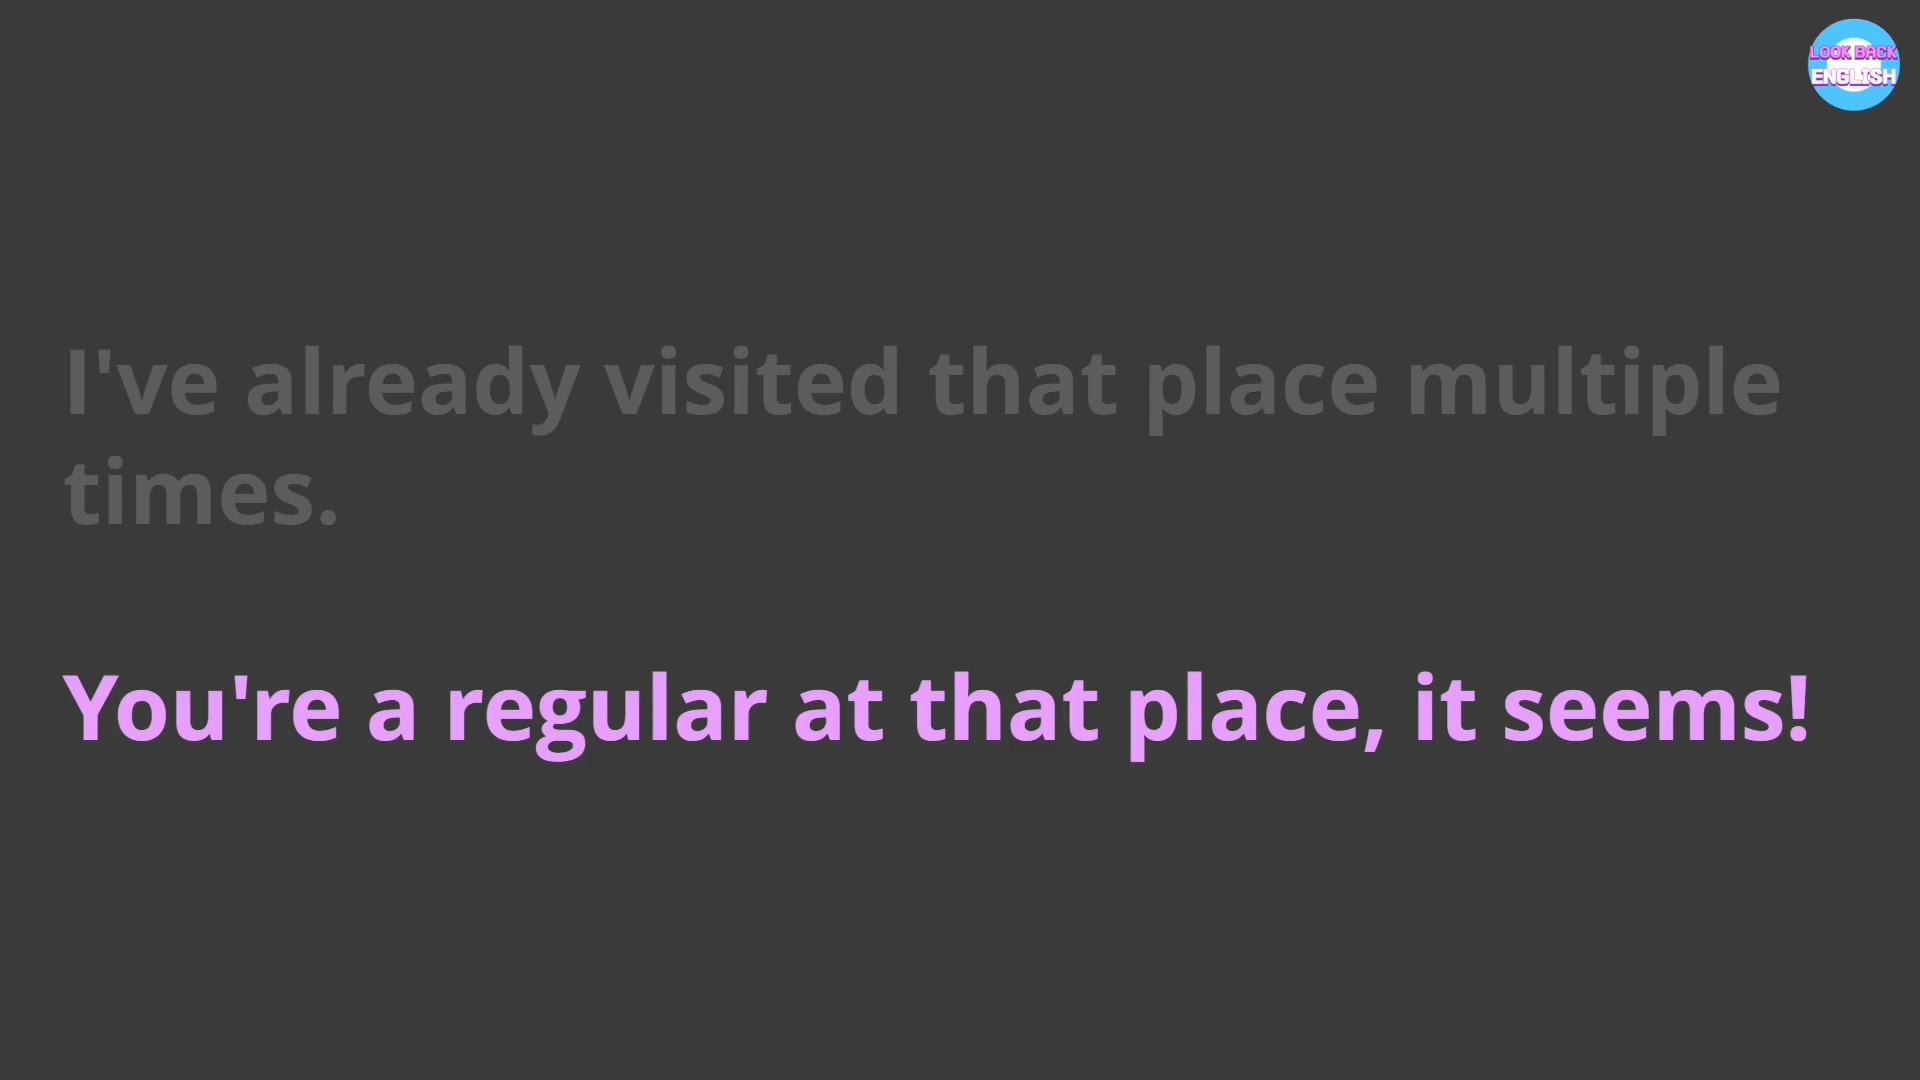 LOOK BACK
ENGLISH
I've already visited that place multiple
times.
You're a regular at that place, it seems!